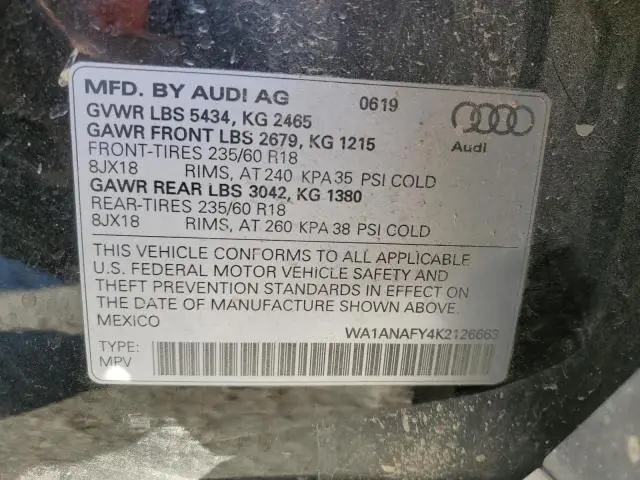 MFD. BY AUDI AG 0619
GVWR LBS 5434, KG 2465
GAWR FRONT LBS 2679, KG 1215
FRONT-TIRES 235/60 R18
8JX18 RIMS, AT 240 KPA 35 PSI COLD
GAWR REAR LBS 3042, KG 1380
REAR-TIRES 235/60 R18
8JX18 RIMS, AT 260 KPA 38 PSI COLD
Audi
THIS VEHICLE CONFORMS TO ALL APPLICABLE
U.S. FEDERAL MOTOR VEHICLE SAFETY AND
THEFT PREVENTION STANDARDS IN EFFECT ON
THE DATE OF MANUFACTURE SHOWN ABOVE.
MEXICO WA1ANAFY4K2126663
TYPE:
MPV